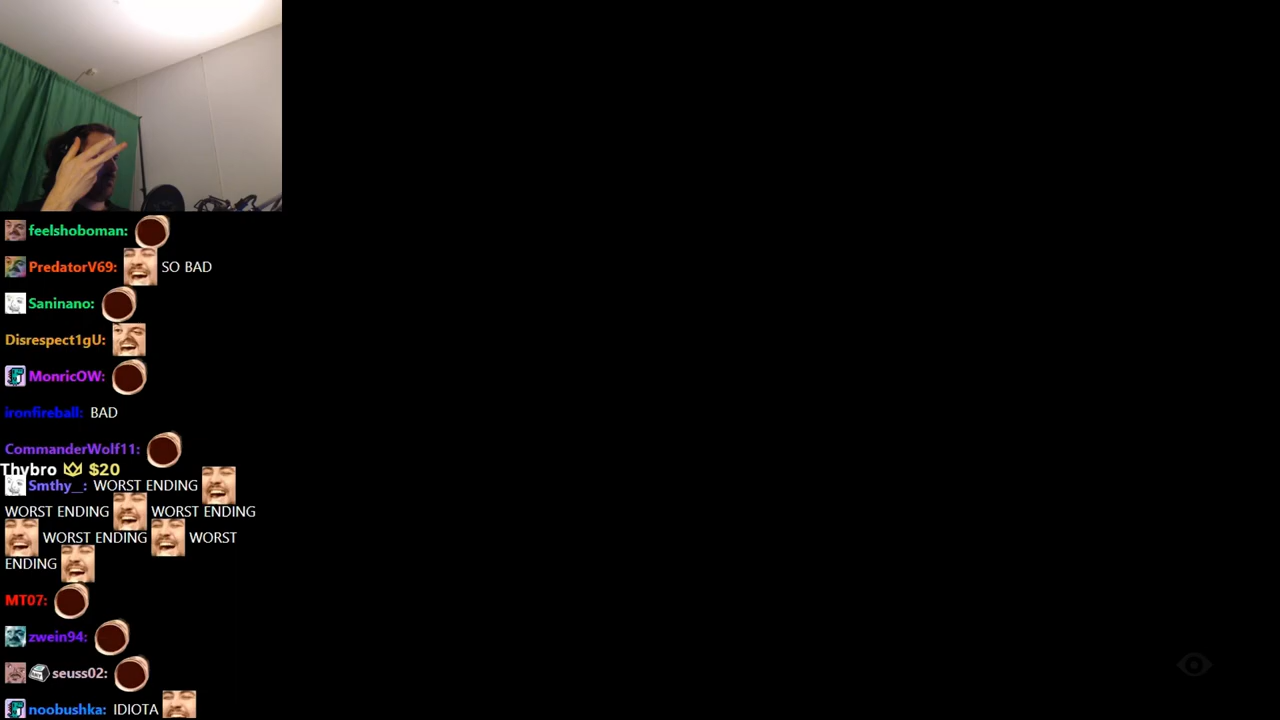 feelshoboman:
PredatorV69: SO BAD
Saninano:
Disrespect1gU:
MonricOW:
ironfireball: BAD
CommanderWolf11:
Thybro $20
Smthy__: WORST ENDING
WORST ENDING WORST ENDING
WORST ENDING WORST
ENDING
MT07:
zwein94:
seuss02:
noobushka: IDIOTA